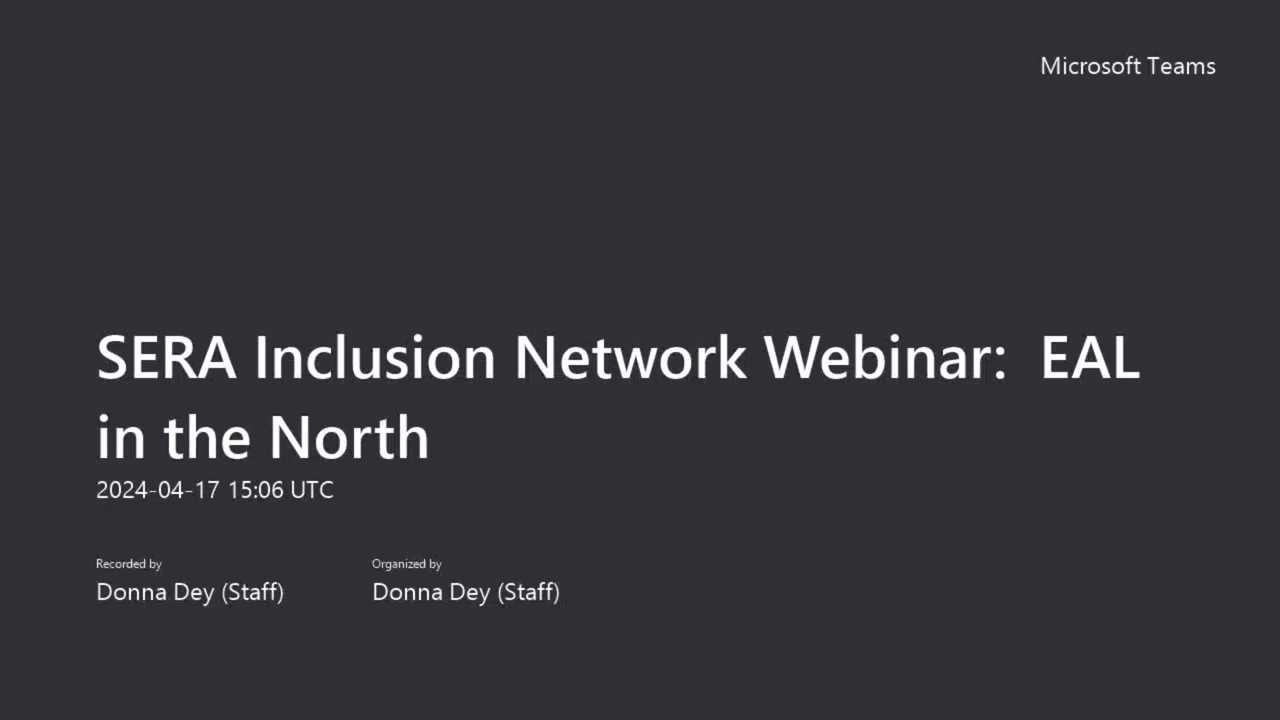 Microsoft Teams
SERA Inclusion Network Webinar:  EAL
in the North
2024-04-17 15:06 UTC
Recorded by
Organized by
Donna Dey (Staff)
Donna Dey (Staff)